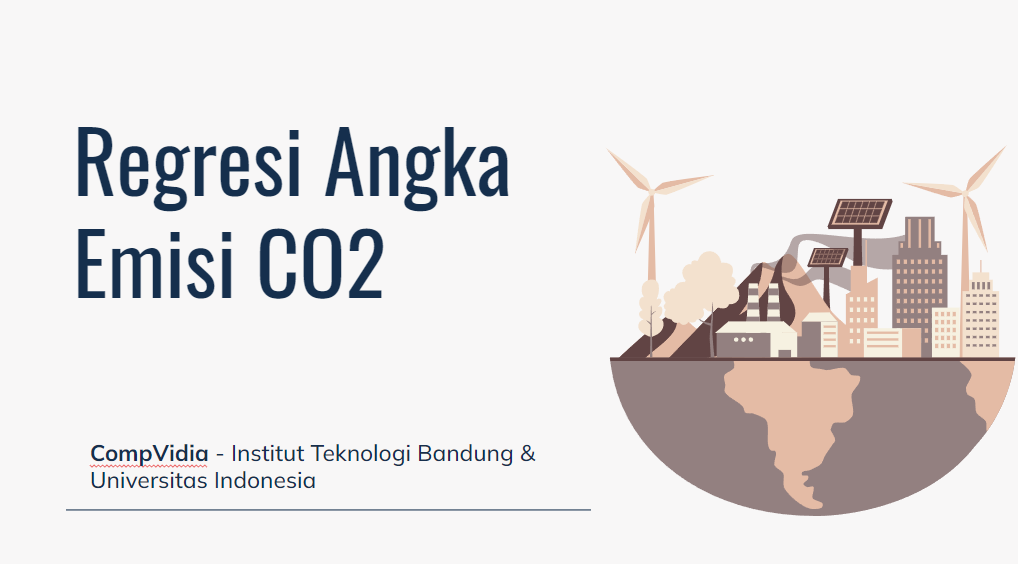 Regresi Angka
Emisi CO2
CompVidia - Institut Teknologi Bandung &
Universitas Indonesia